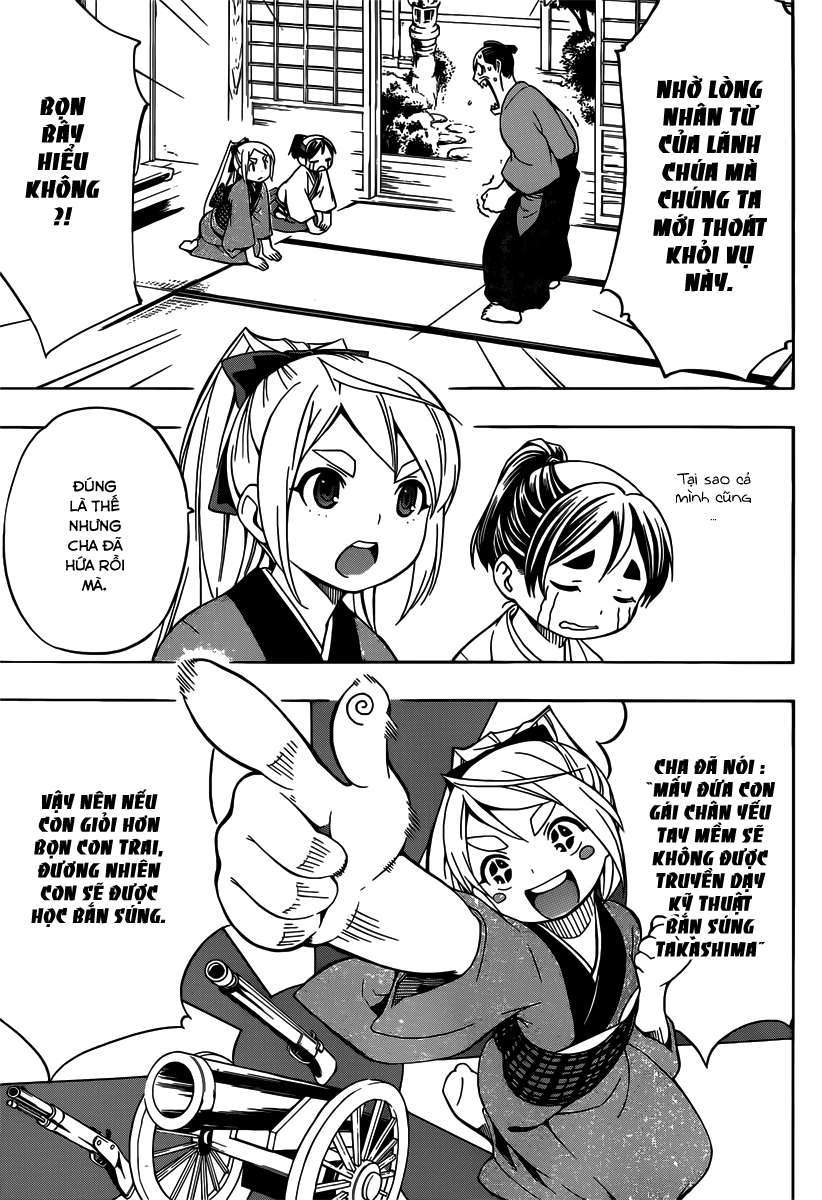 NHỜ LÒNG
NHÂN TỪ
CỦA LÃNH
CHÚA MÀ
CHÚNG TA
MỚI THOÁT
KHỎI VỤ
NÀY.
BỌN
BÂY
HIỂU
KHÔNG
?!
Tại sao cả
mình cũng
...
ĐÚNG
LÀ THẾ
NHƯNG
CHA ĐÃ
HỨA RỒI
MÀ.
CHA ĐÃ NÓI :
"MẤY ĐỨA CON
GÁI CHÂN YẾU
TAY MỀM SẼ
KHÔNG ĐƯỢC
TRUYỀN DẠY
KỸ THUẬT
BẮN SÚNG
TAKASHIMA"
VẬY NÊN NẾU
CON GIỎI HƠN
BỌN CON TRAI,
ĐƯƠNG NHIÊN
CON SẼ ĐƯỢC
HỌC BẮN SÚNG.